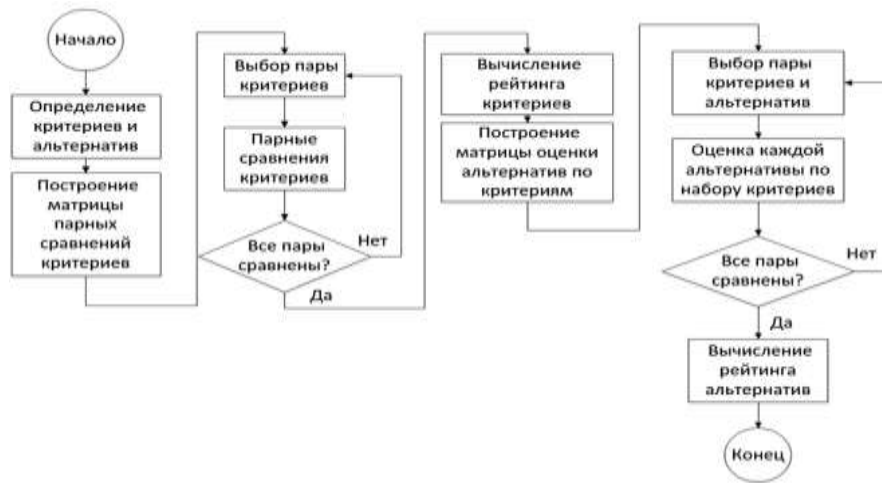 Начало
Определение
критериев и
альтернатив
Построение
матрицы
парных
сравнений
критериев
Выбор пары
критериев
Парные
сравнения
критериев
Все пары
сравнены?
Нет
Да
Вычисление
рейтинга
критериев
Построение
матрицы оценки
альтернатив по
критериям
Выбор пары
критериев и
альтернатив
Оценка каждой
альтернативы по
набору критериев
Все пары
сравнены?
Нет
Да
Вычисление
рейтинга
альтернатив
Конец